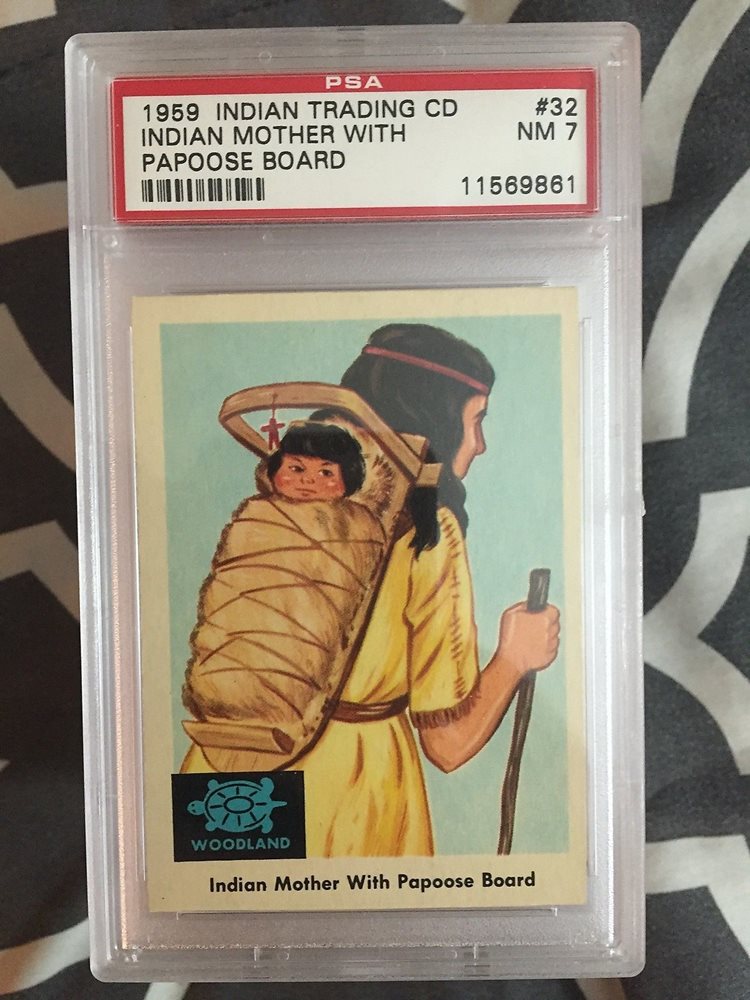 PSA
1959 INDIAN TRADING CD #32
INDIAN MOTHER WITH NM 7
PAPOOSE BOARD
11569861
WOODLAND
Indian Mother With Papoose Board